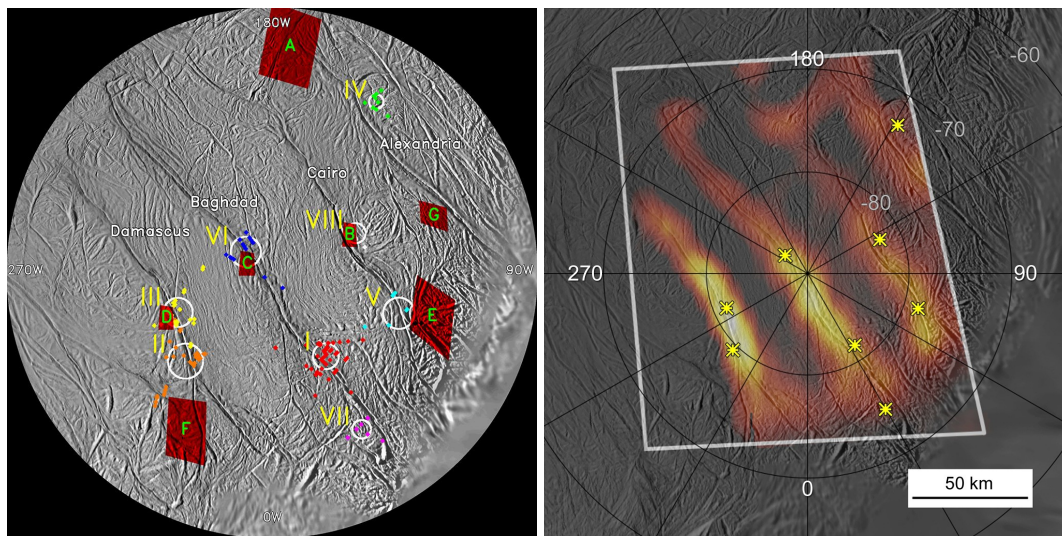 180W
A
IV
Alexandria
Cairo
Baghdad
G
VIII
B
Damascus
VI
C
270W
90W
III
D
V
E
II
I
F
VII
0W
180
-60
-70
-80
270
90
0
50 km